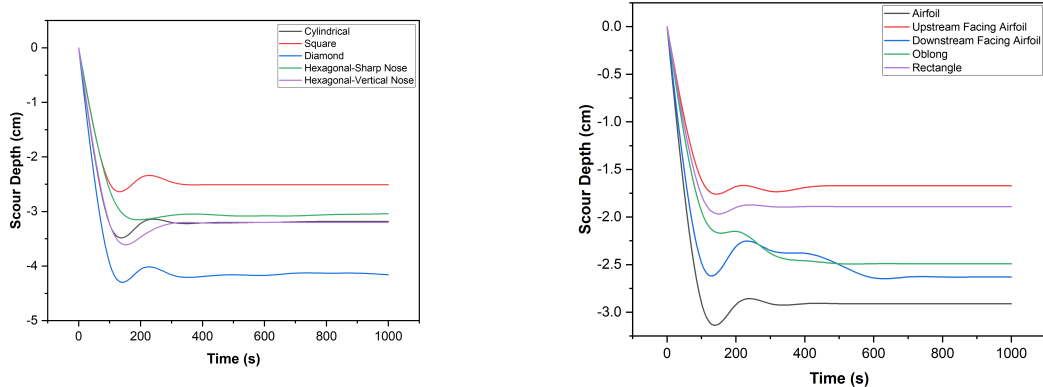 Cylindrical
Square
Diamond
Hexagonal-Sharp Nose
Hexagonal-Vertical Nose
0
-1
-2
-3
-4
-5
Scour Depth (cm)
0 200 400 600 800 1000
Time (s)
Airfoil
Upstream Facing Airfoil
Downstream Facing Airfoil
Oblong
Rectangle
0.0
-0.5
-1.0
-1.5
-2.0
-2.5
-3.0
Scour Depth (cm)
0 200 400 600 800 1000
Time (s)